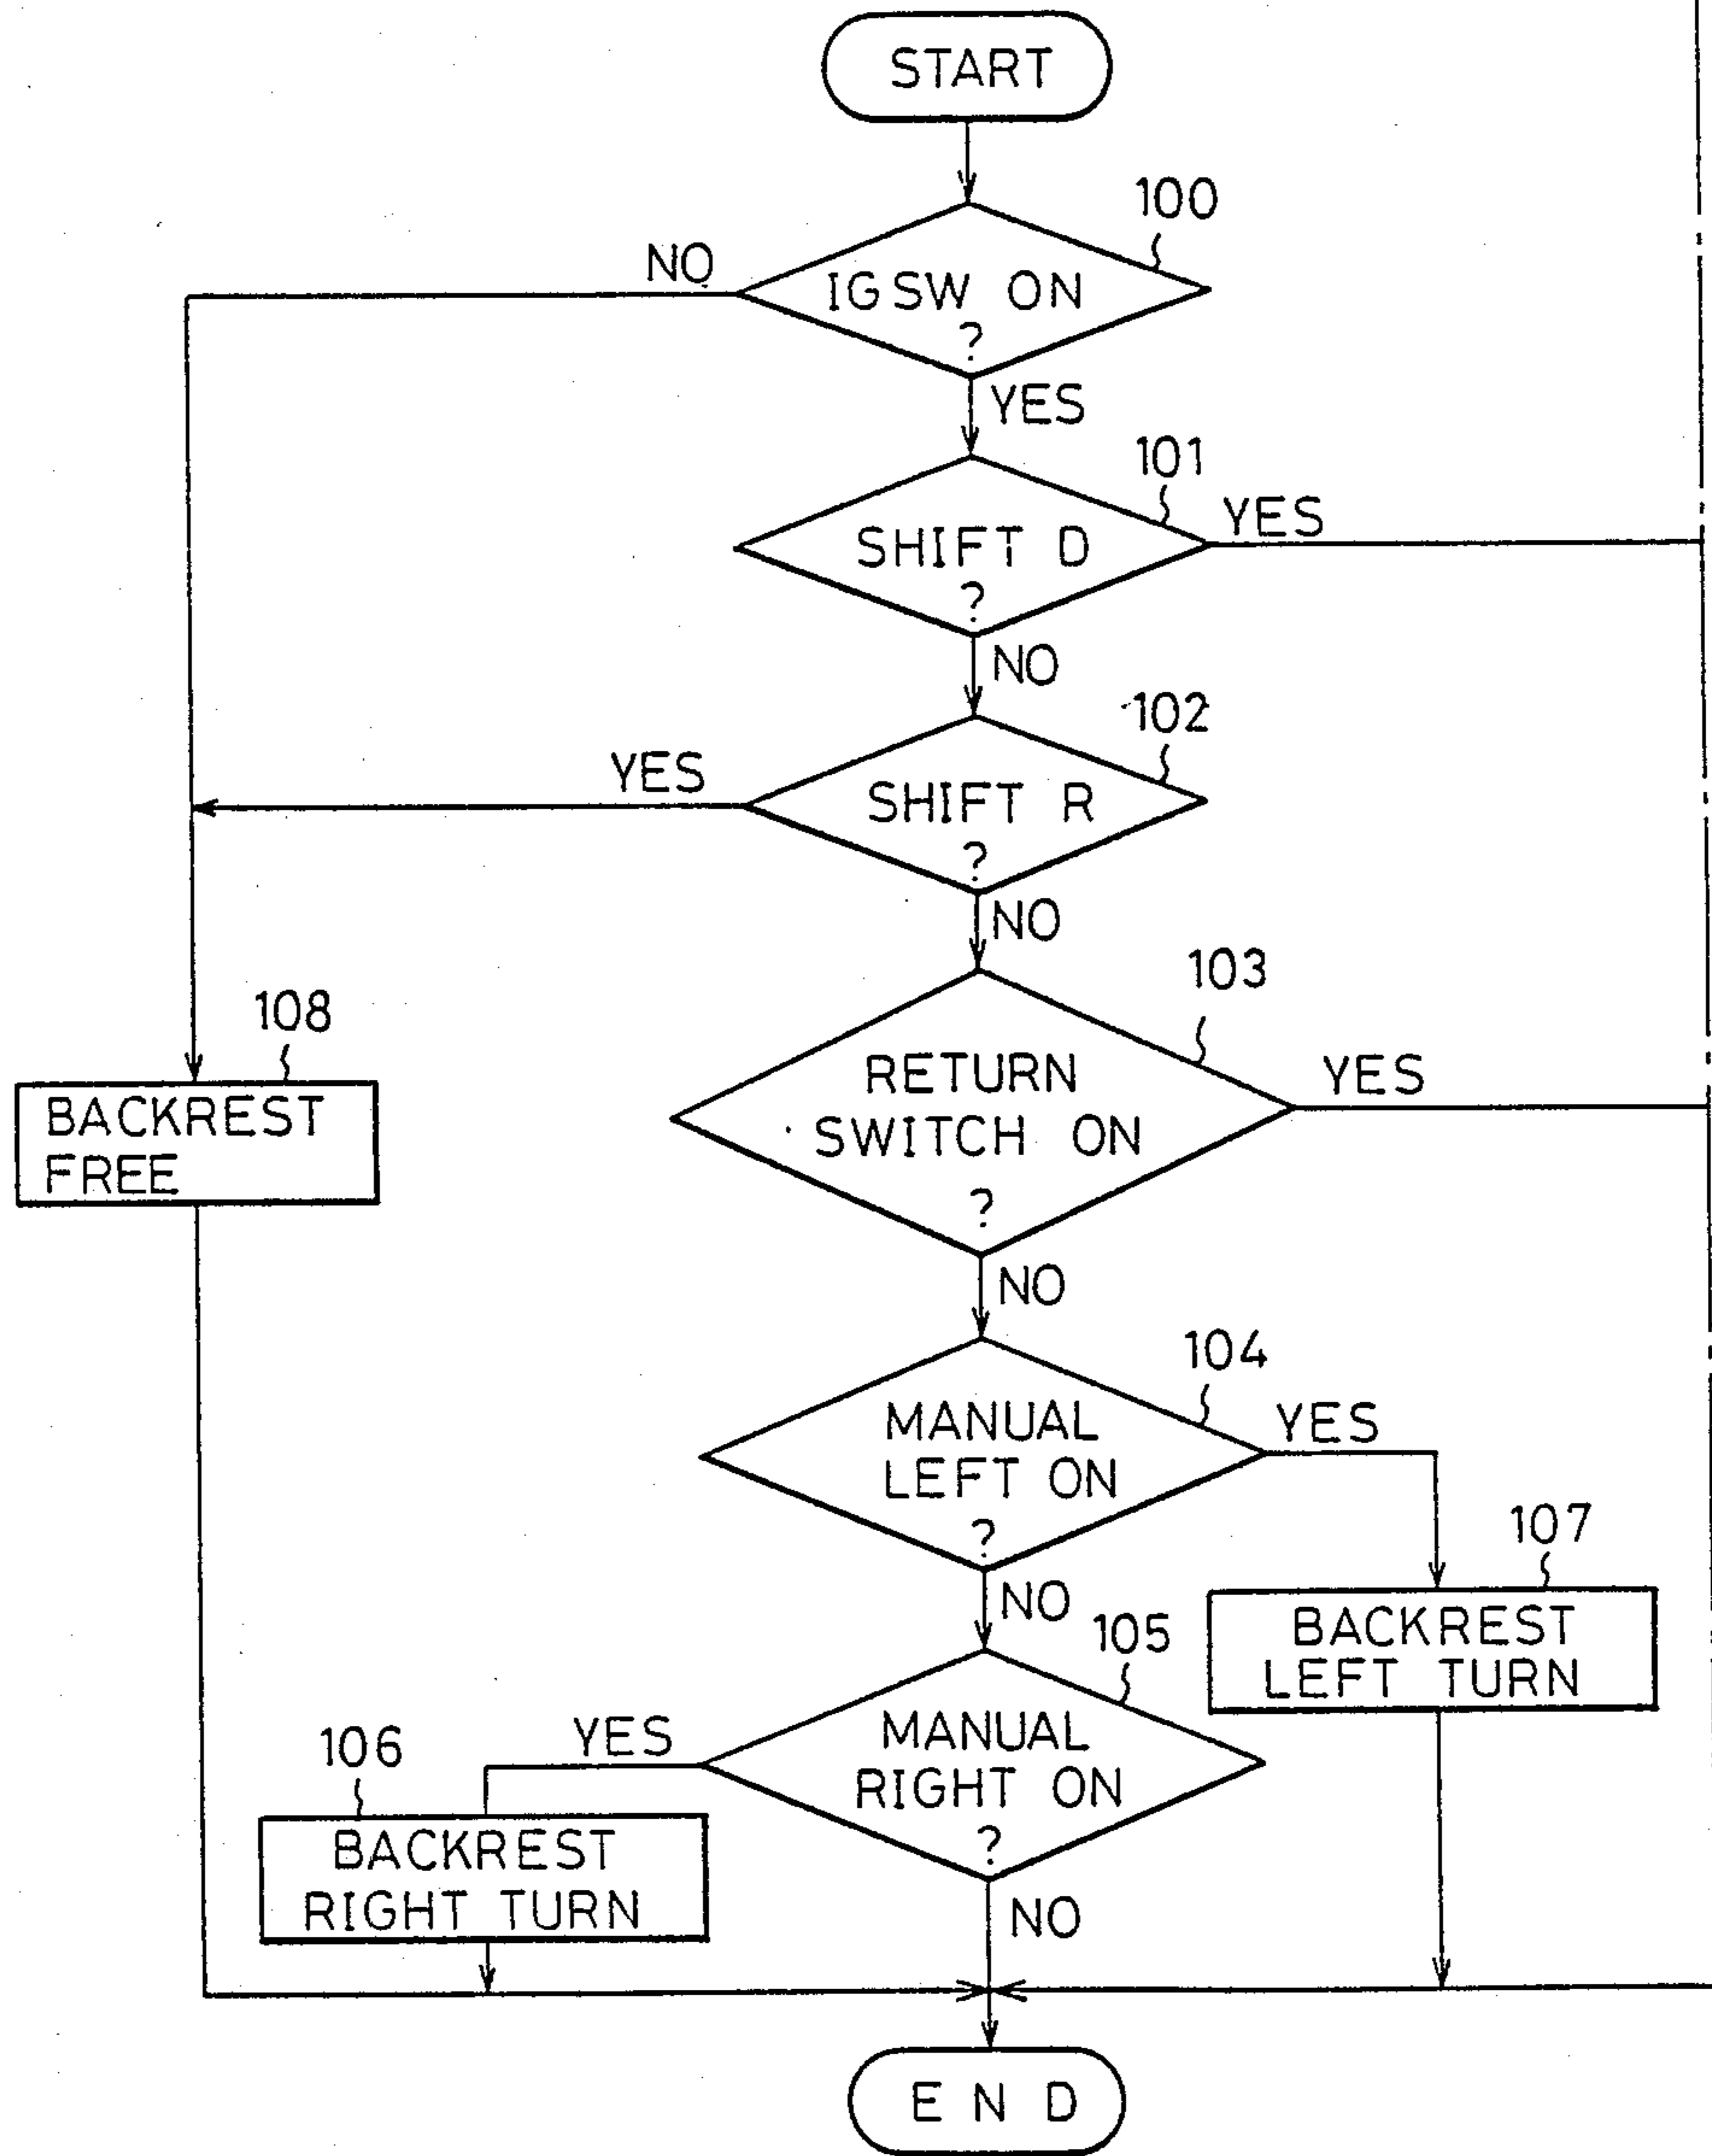 START
100
NO
IGSW ON
?
YES
101
YES
SHIFT D
?
NO
102
YES
SHIFT R
?
NO
103
108
RETURN
SWITCH ON
?
YES
BACKREST
FREE
NO
104
MANUAL
LEFT ON
?
YES
107
NO
BACKREST
LEFT TURN
105
106
YES
MANUAL
RIGHT ON
?
BACKREST
RIGHT TURN
NO
END